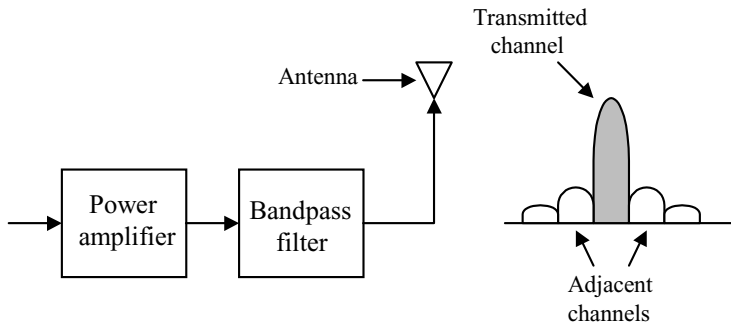 Transmitted
channel
Antenna
Power
amplifier
Bandpass
filter
Adjacent
channels